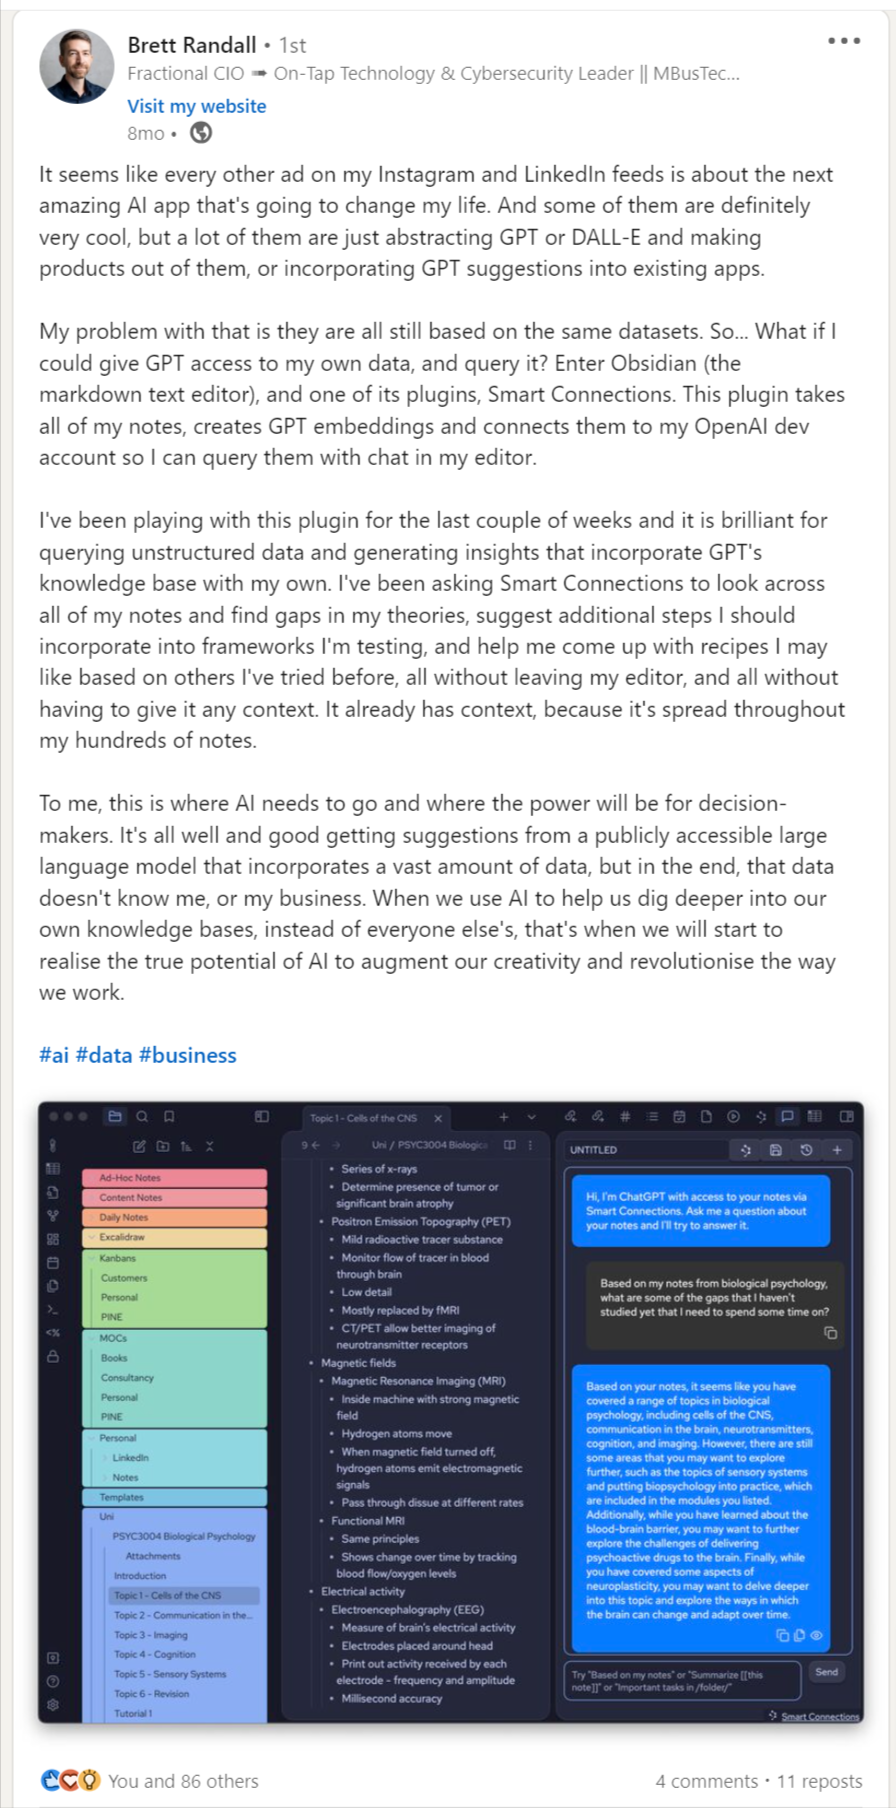 Brett Randall • 1st
Fractional CIO ➠ On-Tap Technology & Cybersecurity Leader || MBusTec...
Visit my website
8mo •
It seems like every other ad on my Instagram and LinkedIn feeds is about the next
amazing AI app that's going to change my life. And some of them are definitely
very cool, but a lot of them are just abstracting GPT or DALL-E and making
products out of them, or incorporating GPT suggestions into existing apps.
My problem with that is they are all still based on the same datasets. So... What if I
could give GPT access to my own data, and query it? Enter Obsidian (the
markdown text editor), and one of its plugins, Smart Connections. This plugin takes
all of my notes, creates GPT embeddings and connects them to my OpenAI dev
account so I can query them with chat in my editor.
I've been playing with this plugin for the last couple of weeks and it is brilliant for
querying unstructured data and generating insights that incorporate GPT's
knowledge base with my own. I've been asking Smart Connections to look across
all of my notes and find gaps in my theories, suggest additional steps I should
incorporate into frameworks I'm testing, and help me come up with recipes I may
like based on others I've tried before, all without leaving my editor, and all without
having to give it any context. It already has context, because it's spread throughout
my hundreds of notes.
To me, this is where AI needs to go and where the power will be for decision-
makers. It's all well and good getting suggestions from a publicly accessible large
language model that incorporates a vast amount of data, but in the end, that data
doesn't know me, or my business. When we use AI to help us dig deeper into our
own knowledge bases, instead of everyone else's, that's when we will start to
realise the true potential of AI to augment our creativity and revolutionise the way
we work.
#ai #data #business
Ad-Hoc Notes
Content Notes
Daily Notes
Excalidraw
Kanbans
Customers
Personal
PINE
MOCs
Books
Consultancy
Personal
PINE
Personal
LinkedIn
Notes
Templates
Uni
PSYC3004 Biological Psychology
Attachments
Introduction
Topic 1 - Cells of the CNS
Topic 2 - Communication in the...
Topic 3 - Imaging
Topic 4 - Cognition
Topic 5 - Sensory Systems
Topic 6 - Revision
Tutorial 1
Topic 1 - Cells of the CNS
9
Uni / PSYC3004 Biologica
• Series of x-rays
• Determine presence of tumor or
significant brain atrophy
• Positron Emission Topography (PET)
• Mild radioactive tracer substance
• Monitor flow of tracer in blood
through brain
• Low detail
• Mostly replaced by fMRI
• CT/PET allow better imaging of
neurotransmitter receptors
• Magnetic fields
• Magnetic Resonance Imaging (MRI)
• Inside machine with strong magnetic
field
• Hydrogen atoms move
• When magnetic field turned off,
hydrogen atoms emit electromagnetic
signals
• Pass through dissue at different rates
• Functional MRI
• Same principles
• Shows change over time by tracking
blood flow/oxygen levels
• Electrical activity
• Electroencephalography (EEG)
• Measure of brain's electrical activity
• Electrodes placed around head
• Print out activity received by each
electrode - frequency and amplitude
• Millisecond accuracy
UNTITLED
Hi, I'm ChatGPT with access to your notes via
Smart Connections. Ask me a question about
your notes and I'll try to answer it.
Based on my notes from biological psychology,
what are some of the gaps that I haven't
studied yet that I need to spend some time on?
Based on your notes, it seems like you have
covered a range of topics in biological
psychology, including cells of the CNS,
communication in the brain, neurotransmitters,
cognition, and imaging. However, there are still
some areas that you may want to explore
further, such as the topics of sensory systems
and putting biopsychology into practice, which
are included in the modules you listed.
Additionally, while you have learned about the
blood-brain barrier, you may want to further
explore the challenges of delivering
psychoactive drugs to the brain. Finally, while
you have covered some aspects of
neuroplasticity, you may want to delve deeper
into this topic and explore the ways in which
the brain can change and adapt over time.
Try "Based on my notes" or "Summarize [[this
note]]" or "Important tasks in /folder/"
Send
Smart Connections
You and 86 others
4 comments • 11 reposts